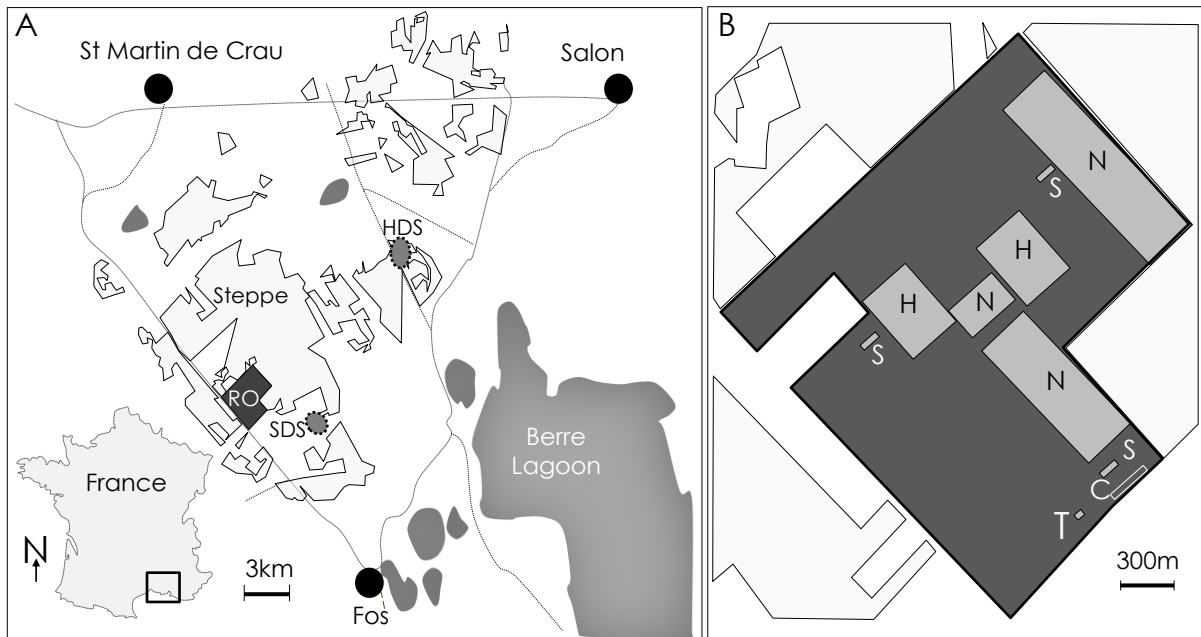 A
St Martin de Crau
Salon
HDS
Steppe
RO
SDS
Berre
Lagoon
France
N
3km
Fos
B
N
S
H
H
N
S
N
S
C
T
300m